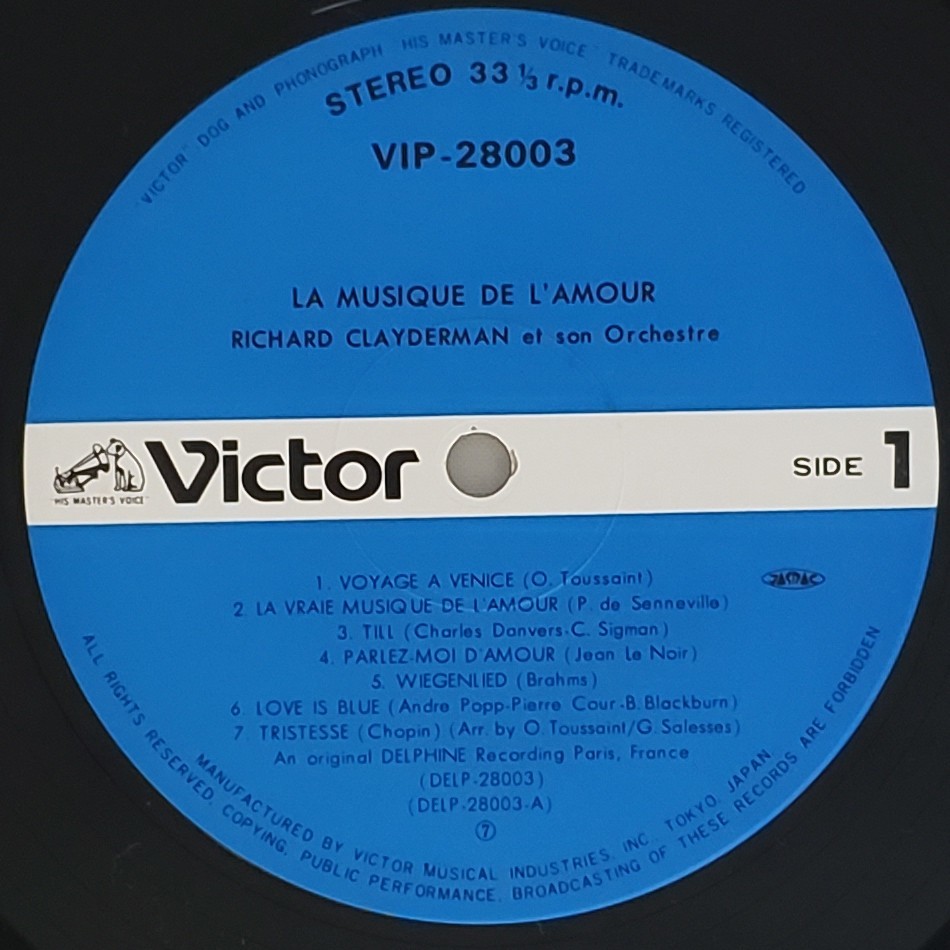 "VICTOR" DOG AND PHONOGRAPH "HIS MASTER'S VOICE" TRADEMARKS REGISTERED
STEREO 33⅓ r.p.m.
VIP-28003
LA MUSIQUE DE L'AMOUR
RICHARD CLAYDERMAN et son Orchestre
"HIS MASTER'S VOICE"
Victor
SIDE 1
1. VOYAGE A VENICE (O. Toussaint)
2. LA VRAIE MUSIQUE DE L'AMOUR (P. de Senneville)
3. TILL (Charles Danvers-C. Sigman)
4. PARLEZ-MOI D'AMOUR (Jean Le Noir)
5. WIEGENLIED (Brahms)
6. LOVE IS BLUE (Andre Popp-Pierre Cour-B. Blackburn)
7. TRISTESSE (Chopin) (Arr. by O. Toussaint/G. Salesses)
An original DELPHINE Recording Paris, France
(DELP-28003)
(DELP-28003-A)
⑦
MANUFACTURED BY VICTOR MUSICAL INDUSTRIES, INC., TOKYO, JAPAN.
ALL RIGHTS RESERVED. COPYING, PUBLIC PERFORMANCE, BROADCASTING OF THESE RECORDS ARE FORBIDDEN